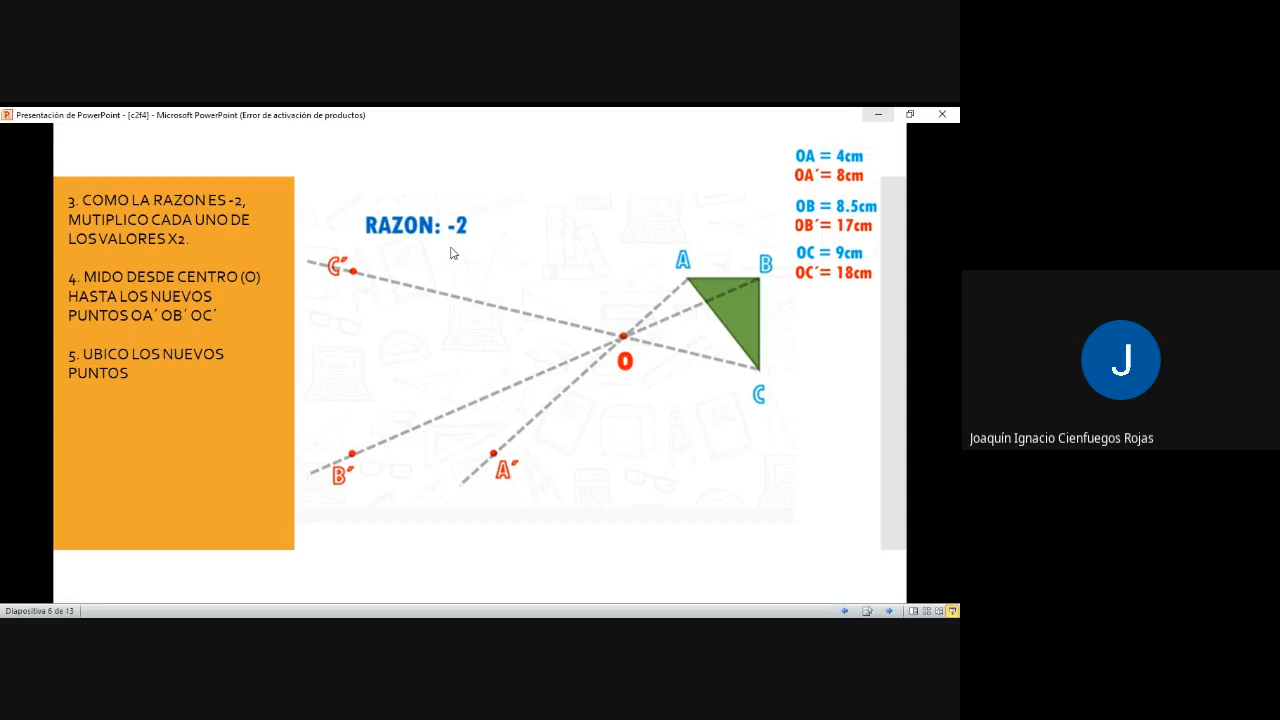 Presentación de PowerPoint - [c2f4] - Microsoft PowerPoint (Error de activación de productos)
3. COMO LA RAZON ES -2,
MUTIPLICO CADA UNO DE
LOS VALORES X2.
4. MIDO DESDE CENTRO (O)
HASTA LOS NUEVOS
PUNTOS OA´ OB´ OC´
5. UBICO LOS NUEVOS
PUNTOS
RAZON: -2
OA = 4cm
OA´= 8cm
OB = 8.5cm
OB´= 17cm
OC = 9cm
OC´= 18cm
A
B
C´
O
C
B´
A´
J
Joaquín Ignacio Cienfuegos Rojas
Diapositiva 6 de 13